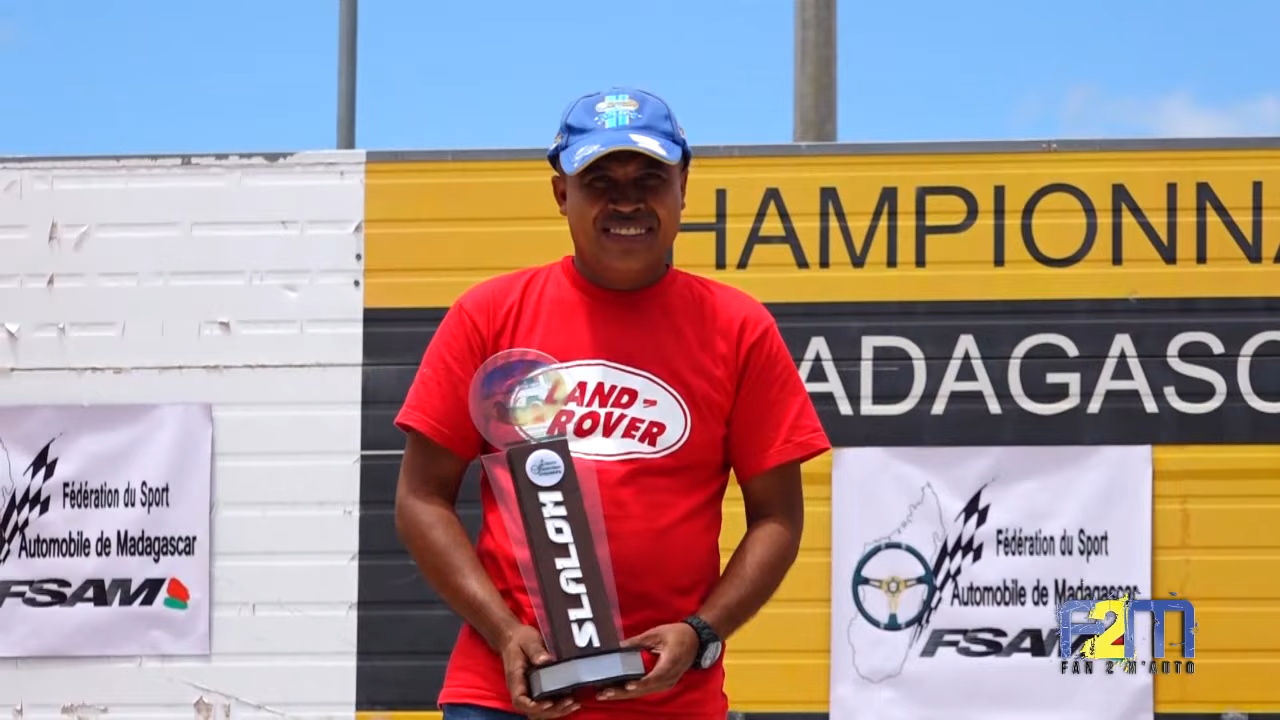 HAMPIONNA
ADAGASC
LAND-
ROVER
SLALOM
Fédération du Sport
Automobile de Madagascar
FSAM
Fédération du Sport
Automobile de Madagascar
FSAM
F2M
FAN 2 M'AUTO